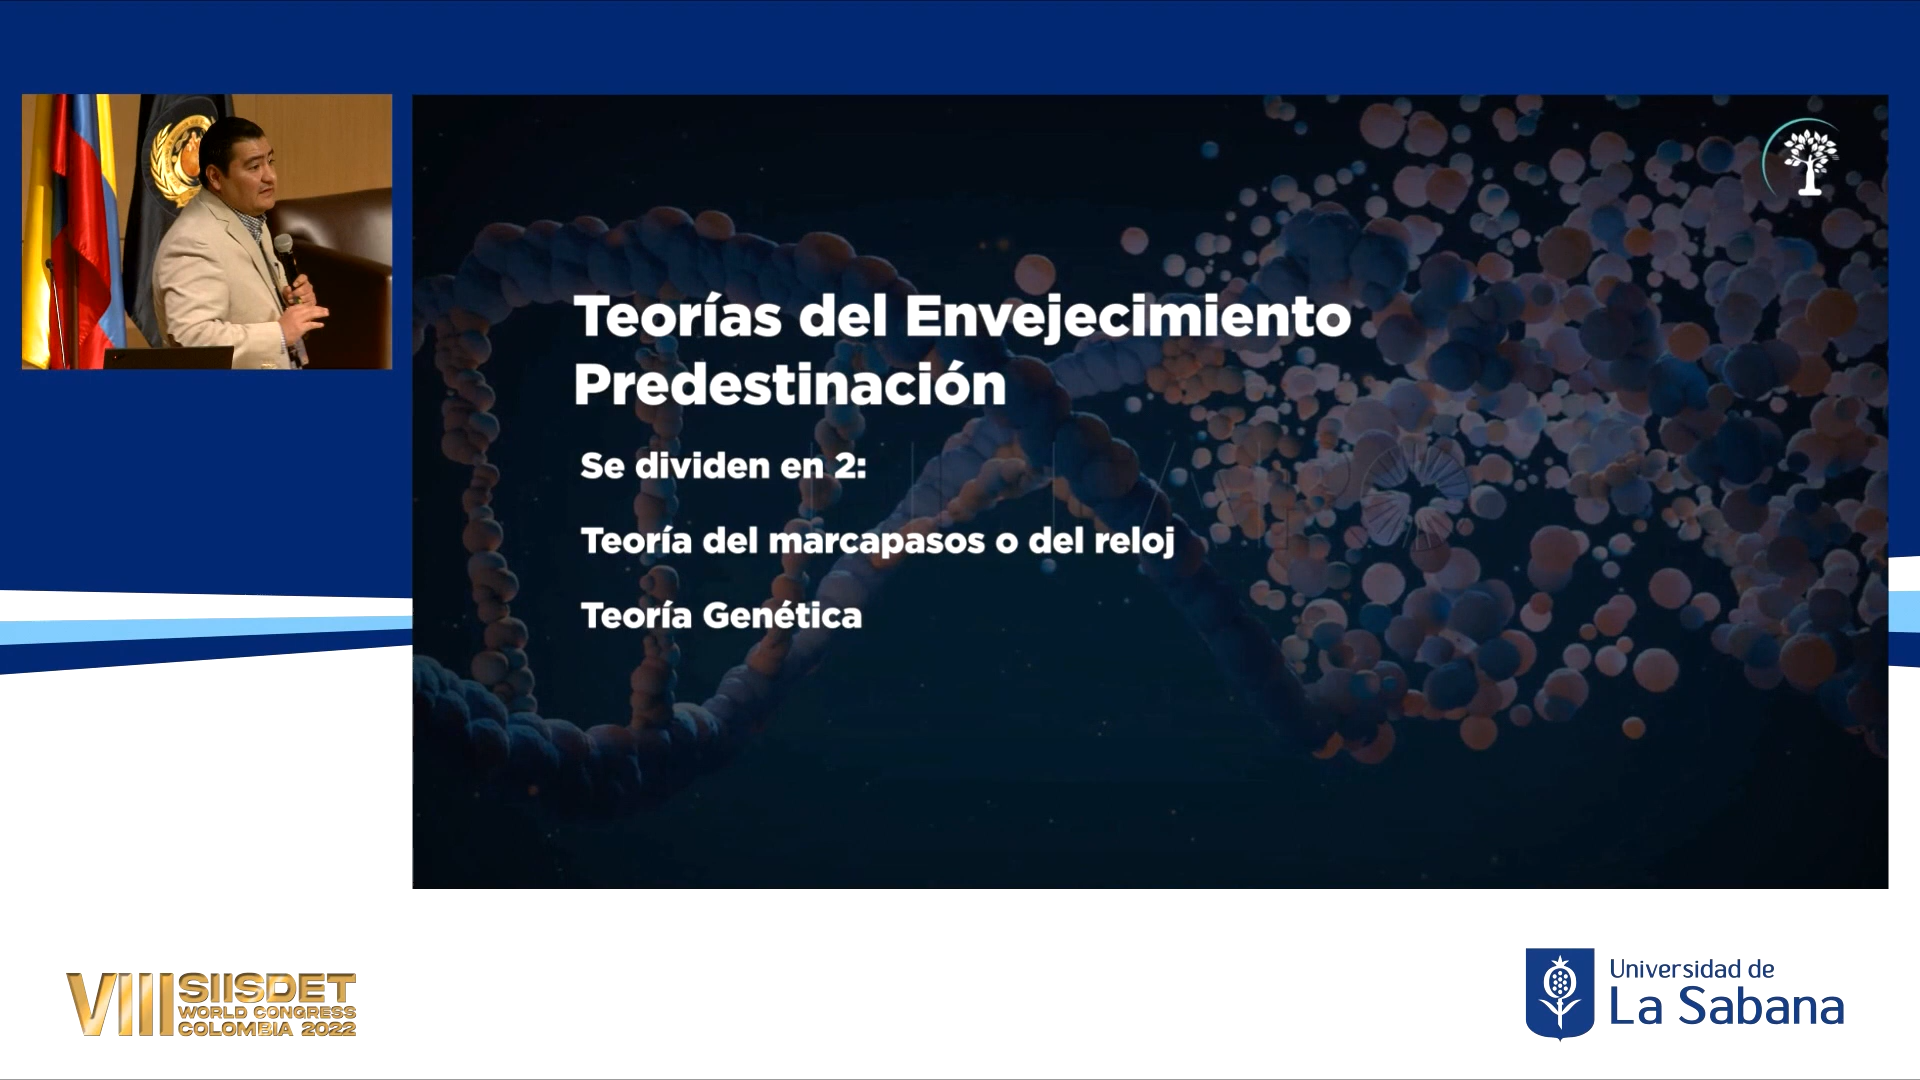 Teorías del Envejecimiento
Predestinación
Se dividen en 2:
Teoría del marcapasos o del reloj
Teoría Genética
VIII SIISDET
WORLD CONGRESS
COLOMBIA 2022
Universidad de
La Sabana